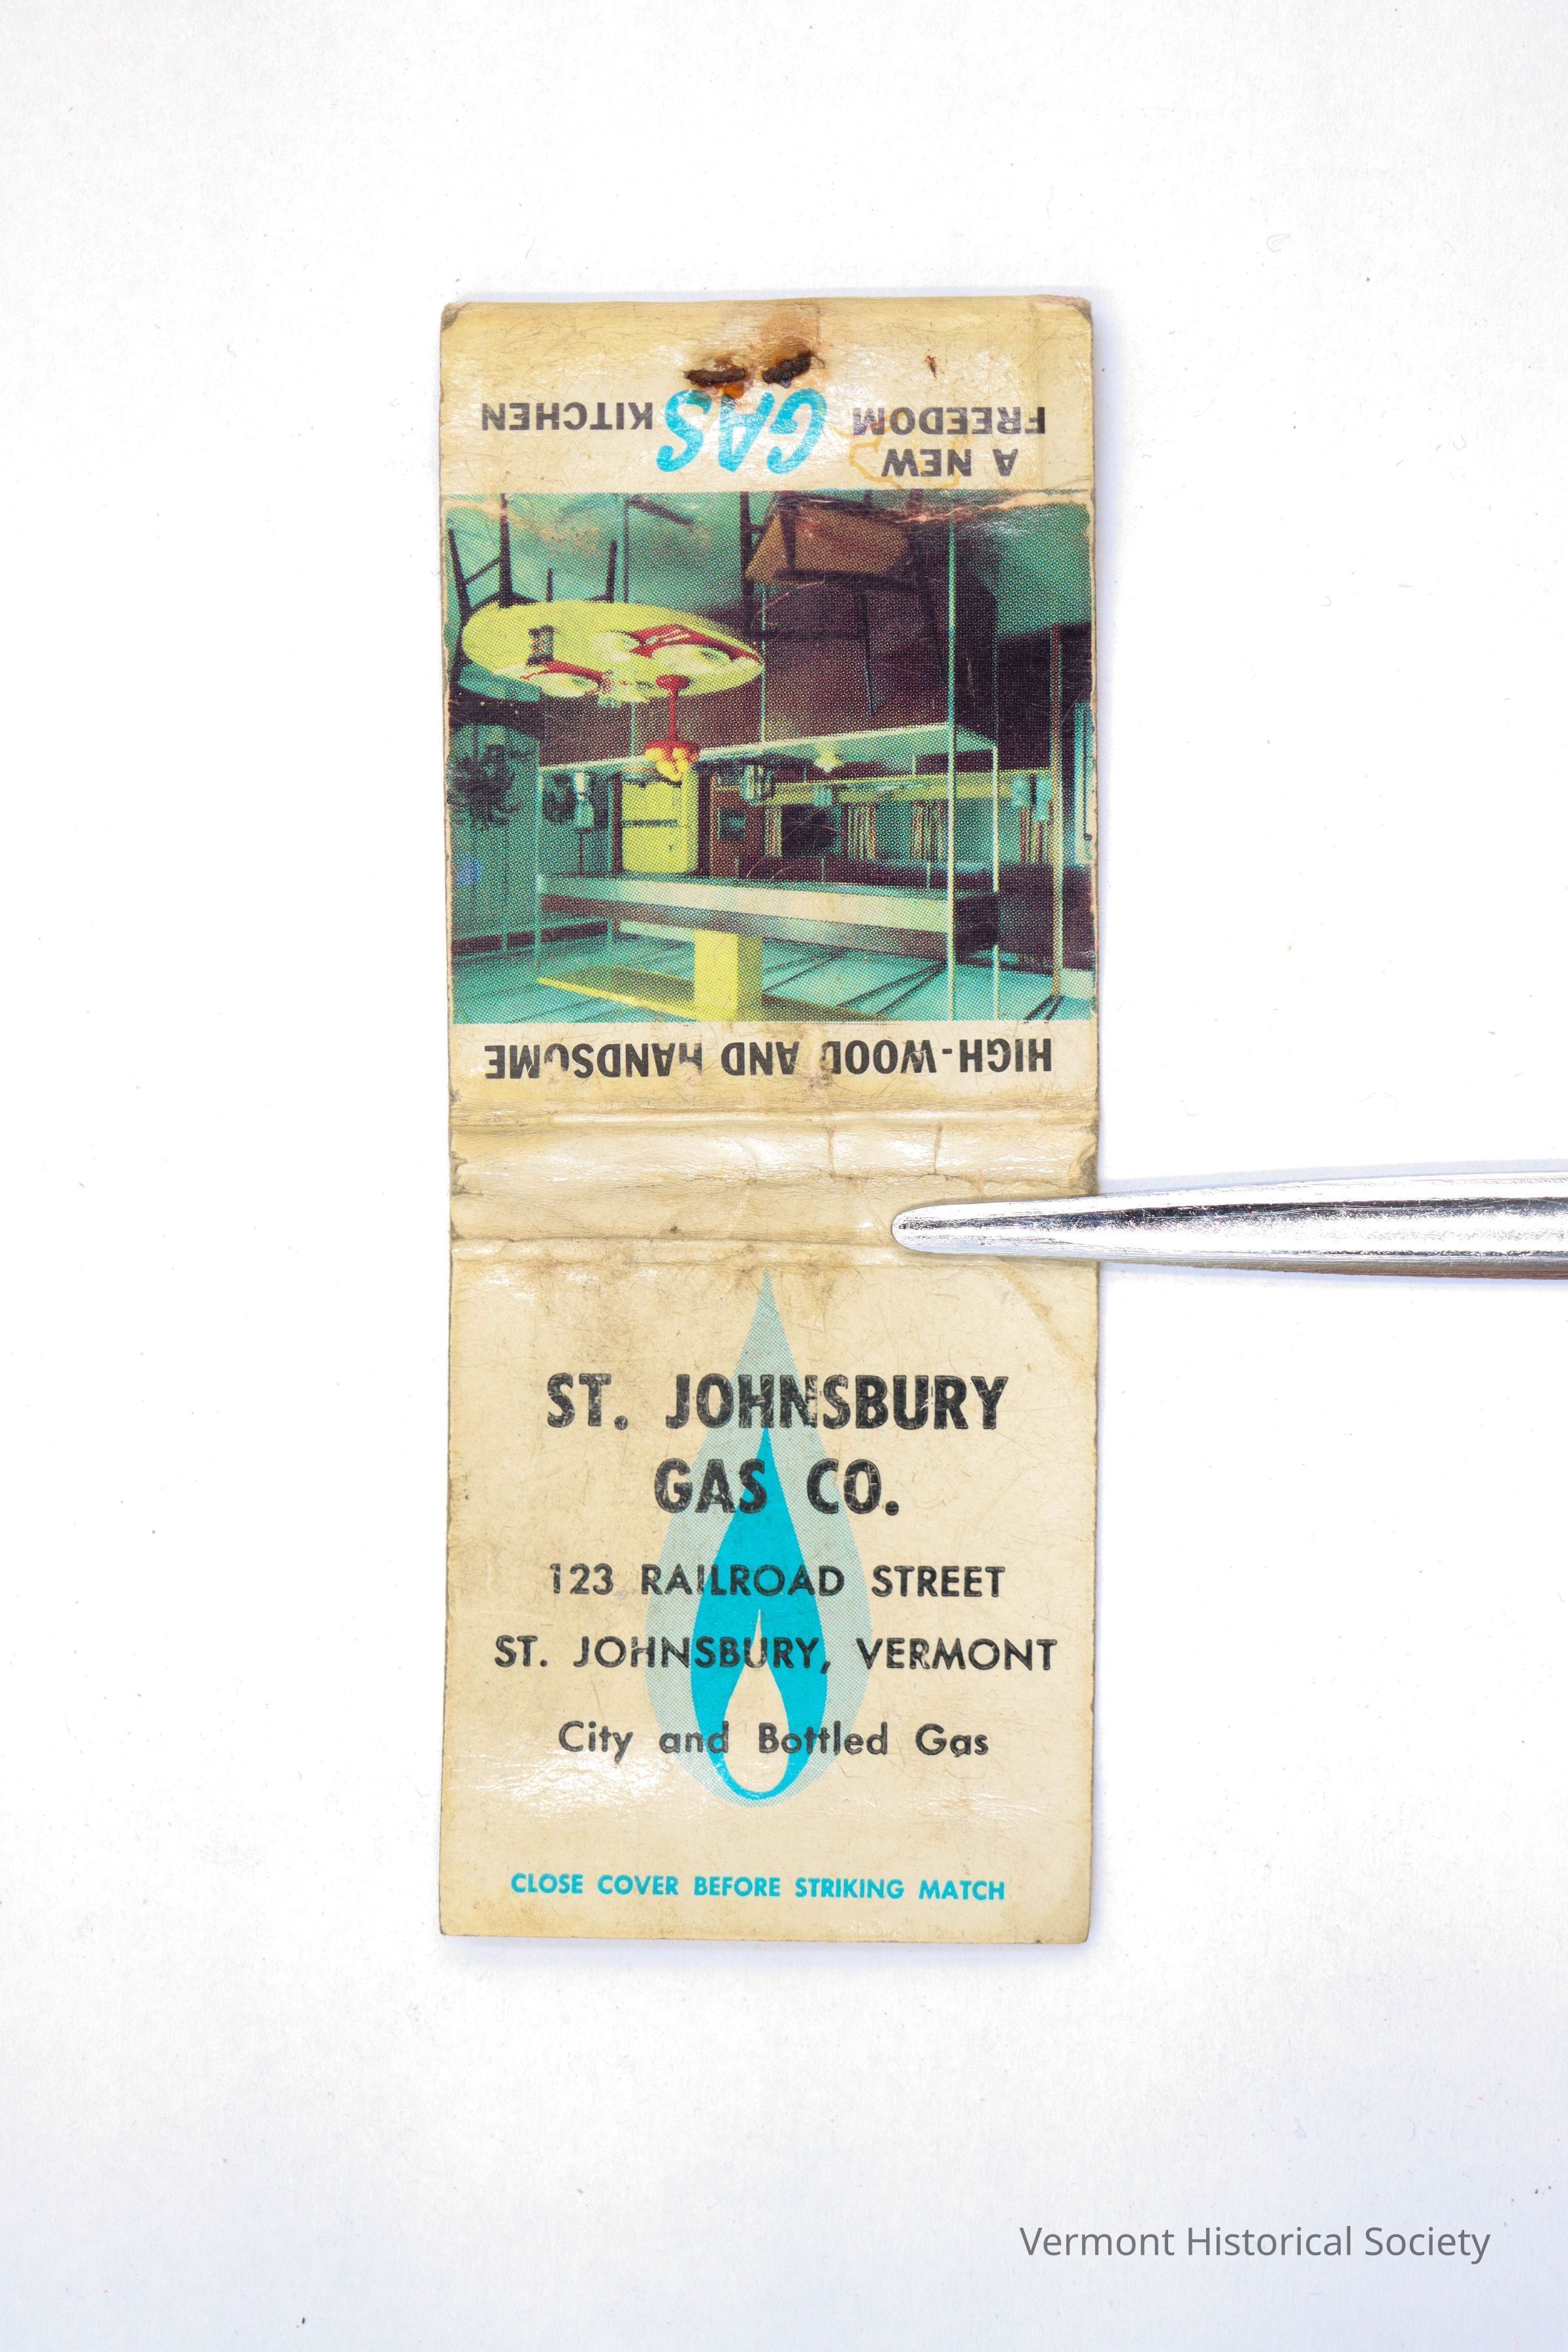 HIGH-WOOD AND HANDSOME
A NEW
FREEDOM GAS KITCHEN
ST. JOHNSBURY
GAS CO.
123 RAILROAD STREET
ST. JOHNSBURY, VERMONT
City and Bottled Gas
CLOSE COVER BEFORE STRIKING MATCH
Vermont Historical Society